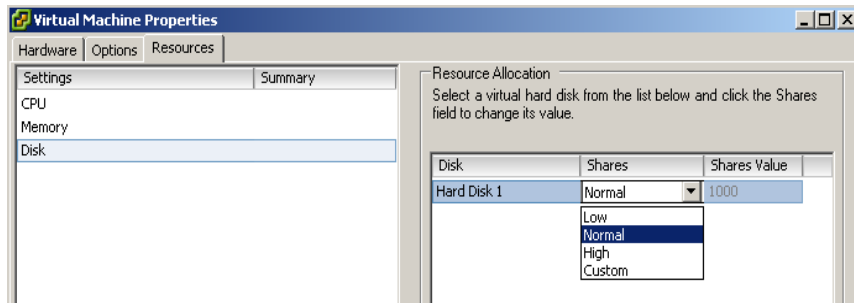 Virtual Machine Properties
Hardware Options Resources
Settings Summary
CPU
Memory
Disk
Resource Allocation
Select a virtual hard disk from the list below and click the Shares
field to change its value.
Disk Shares Shares Value
Hard Disk 1 Normal 1000
Low
Normal
High
Custom